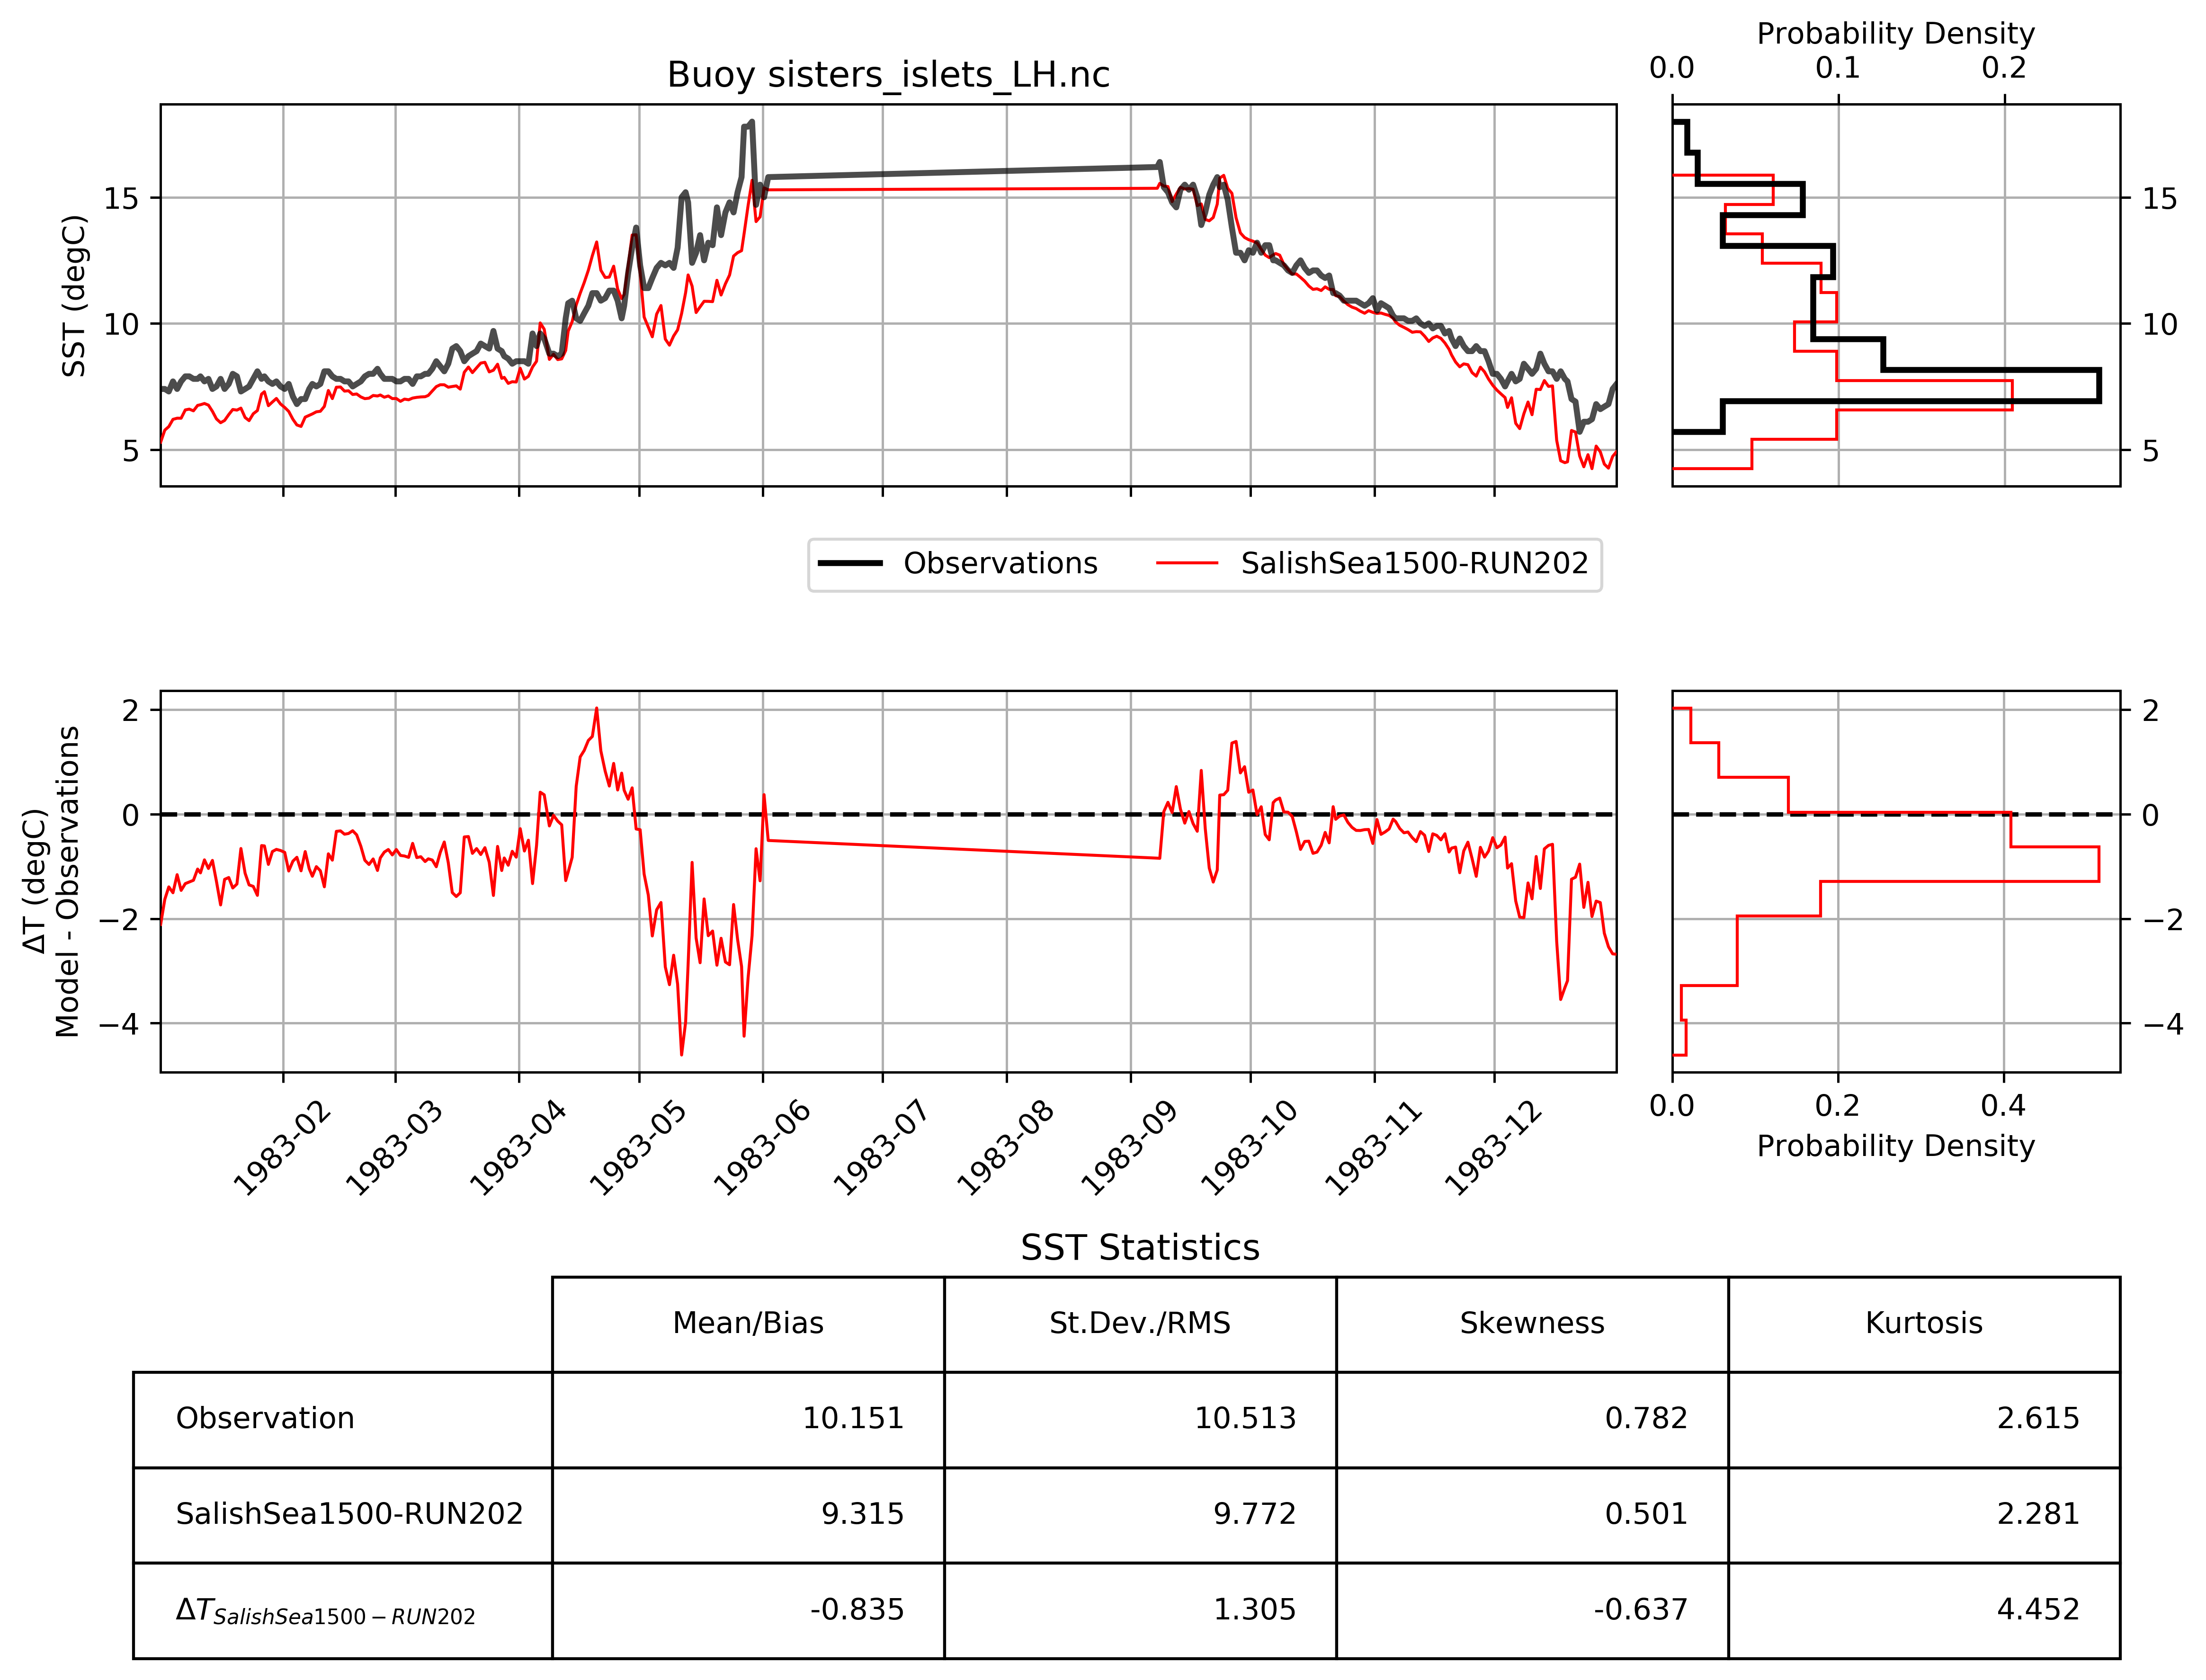 Probability Density
0.0 0.1 0.2
Buoy sisters_islets_LH.nc
SST (degC)
15
10
5
15
10
5
Observations SalishSea1500-RUN202
ΔT (degC)
Model - Observations
2
0
−2
−4
2
0
−2
−4
1983-02 1983-03 1983-04 1983-05 1983-06 1983-07 1983-08 1983-09 1983-10 1983-11 1983-12
0.0 0.2 0.4
Probability Density
SST Statistics
Mean/Bias St.Dev./RMS Skewness Kurtosis
Observation 10.151 10.513 0.782 2.615
SalishSea1500-RUN202 9.315 9.772 0.501 2.281
ΔT SalishSea1500−RUN202 -0.835 1.305 -0.637 4.452